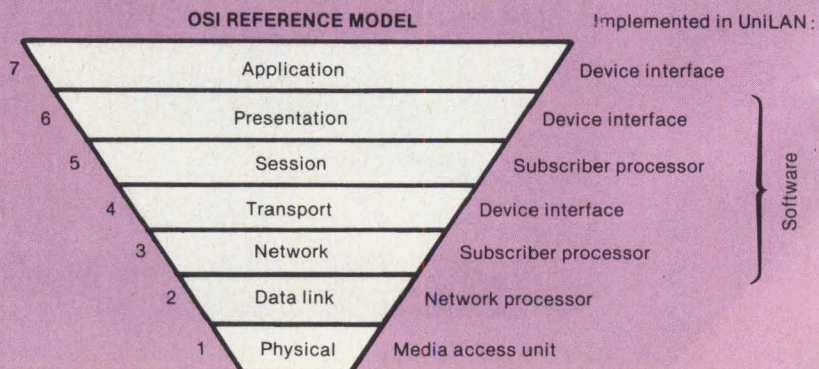 OSI REFERENCE MODEL Implemented in UniLAN:
7 Application Device interface
6 Presentation Device interface
5 Session Subscriber processor
4 Transport Device interface
3 Network Subscriber processor
2 Data link Network processor
1 Physical Media access unit
Software